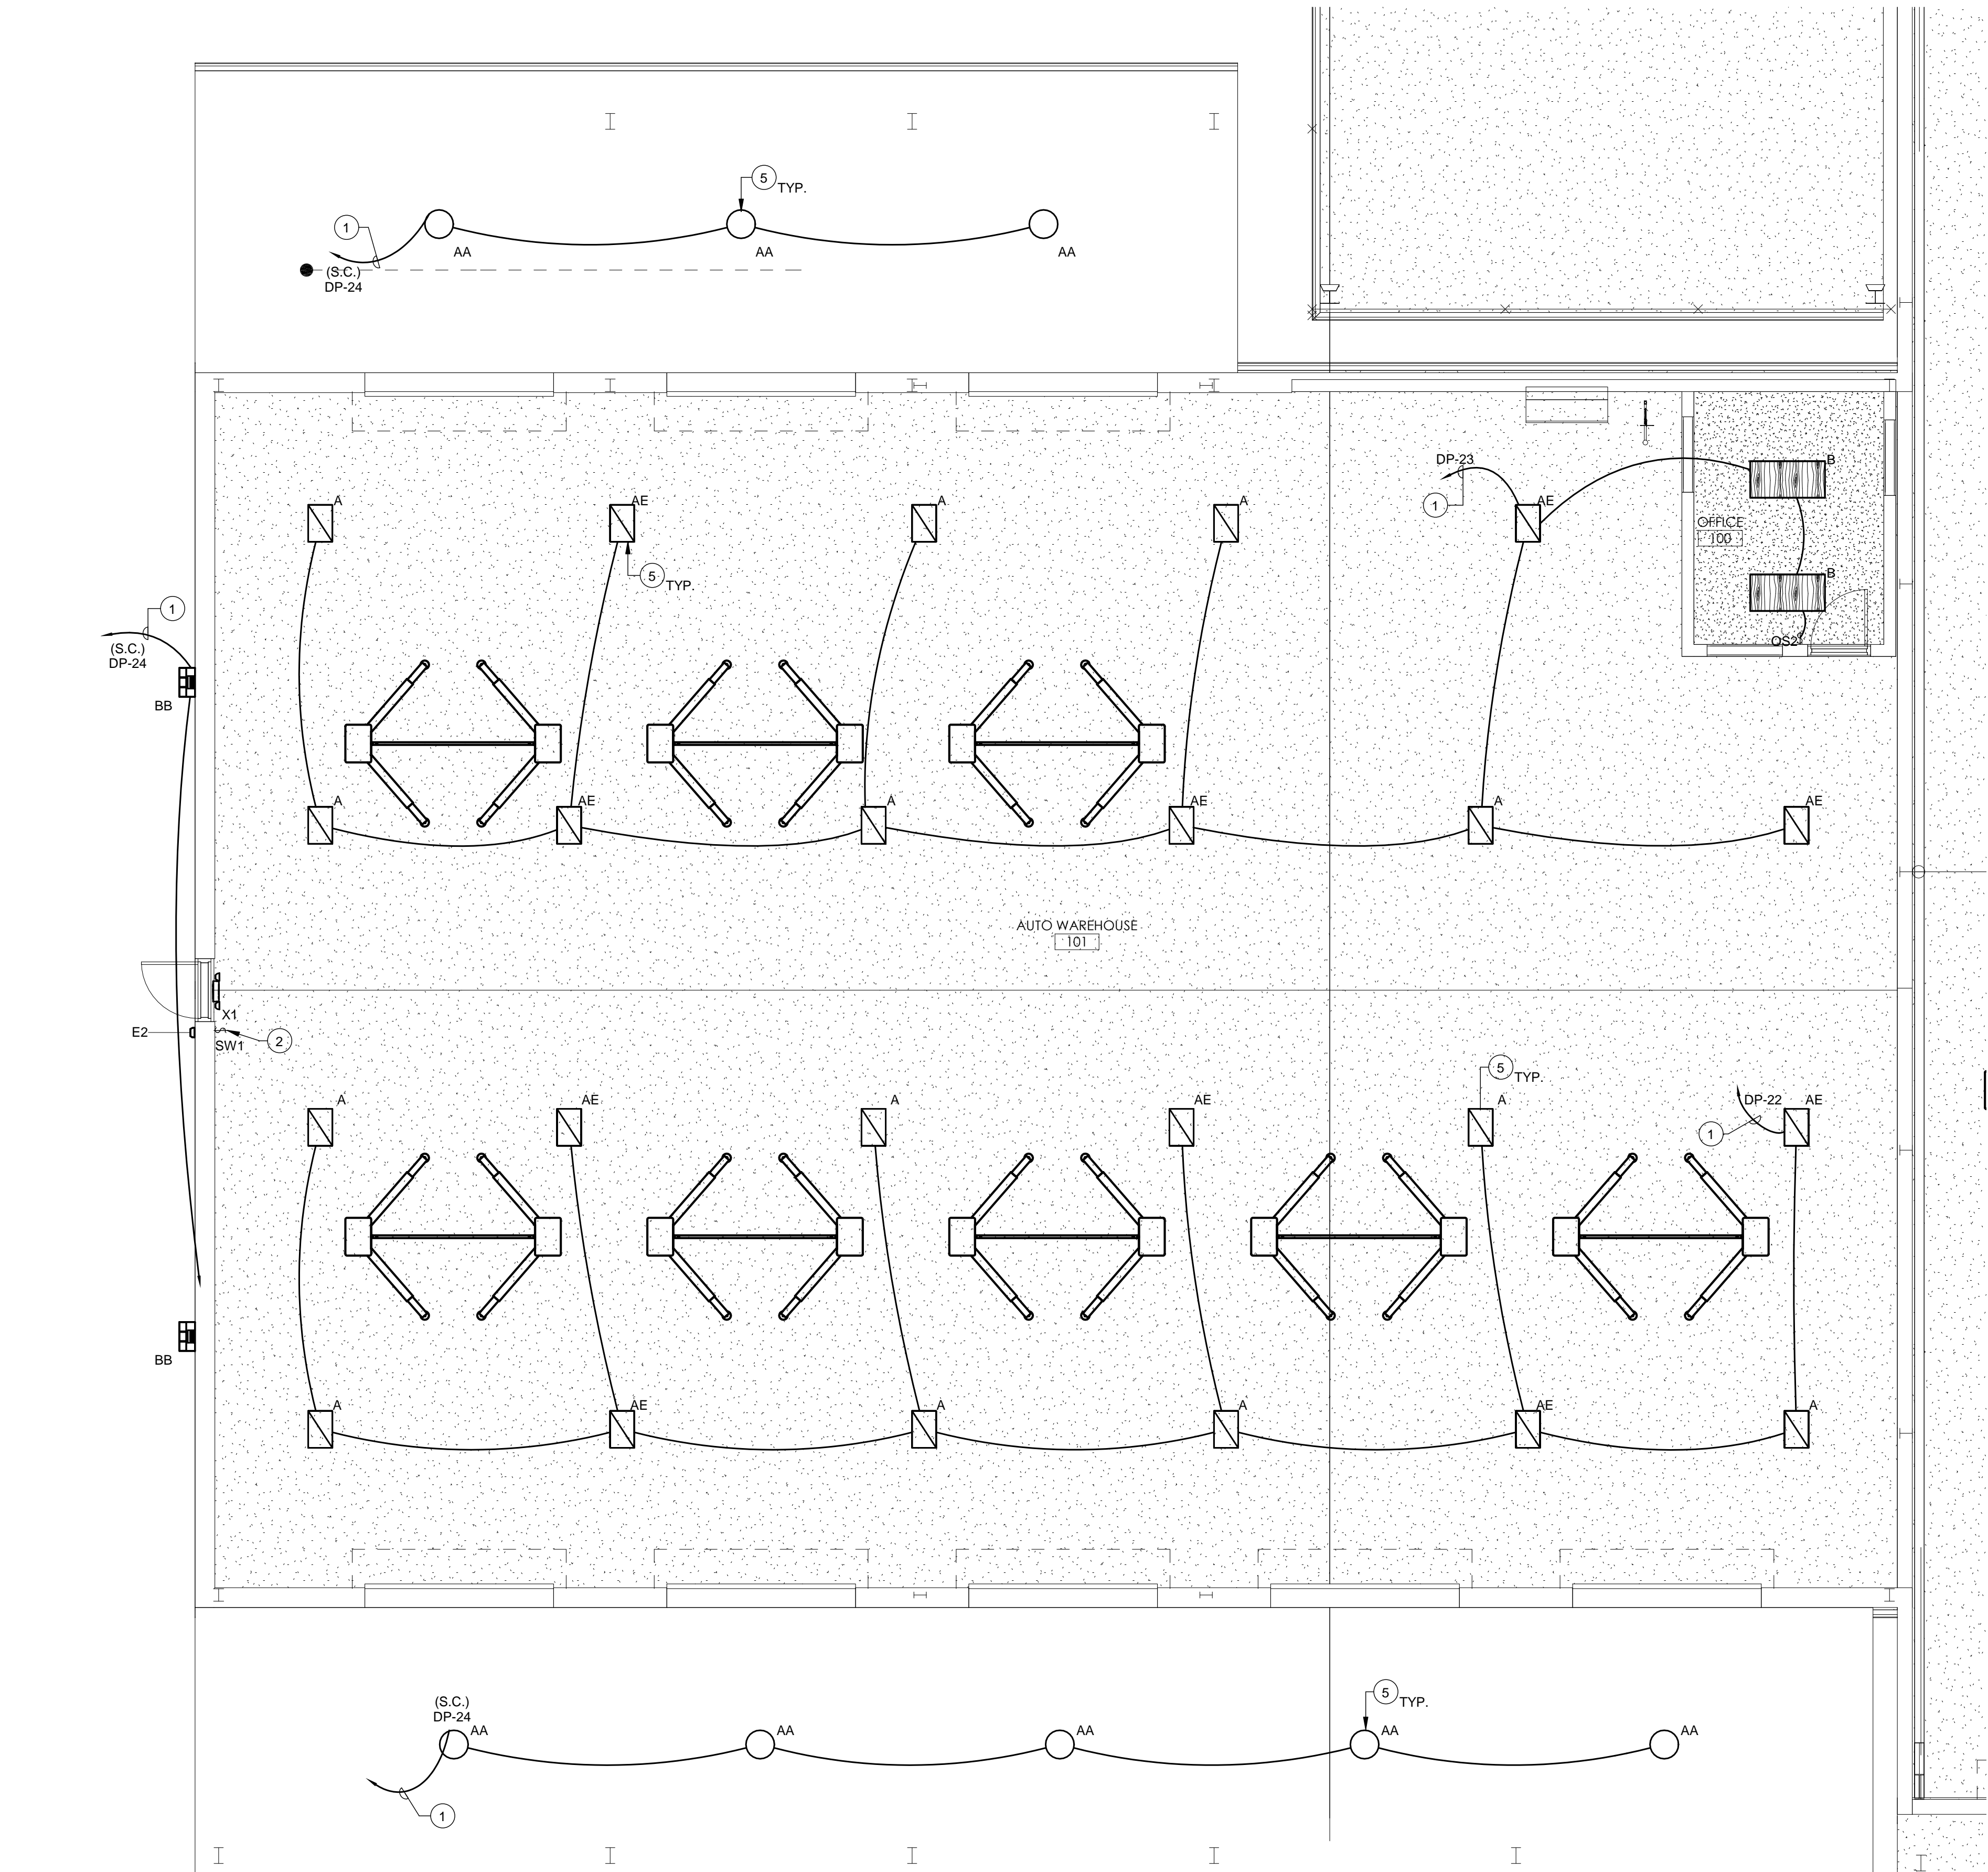 5
TYP.
1
AA
AA
AA
(S.C.)
DP-24
DP-23
B
A
AE
A
A
1
AE
OFFICE
100
5
TYP.
B
1
OS2
(S.C.)
DP-24
BB
A
AE
A
AE
A
AE
AUTO WAREHOUSE
101
X1
E2
SW1
2
5
TYP.
A
AE
A
AE
A
DP-22
AE
1
BB
A
AE
A
A
AE
A
(S.C.)
DP-24
5
TYP.
AA
AA
AA
AA
AA
1